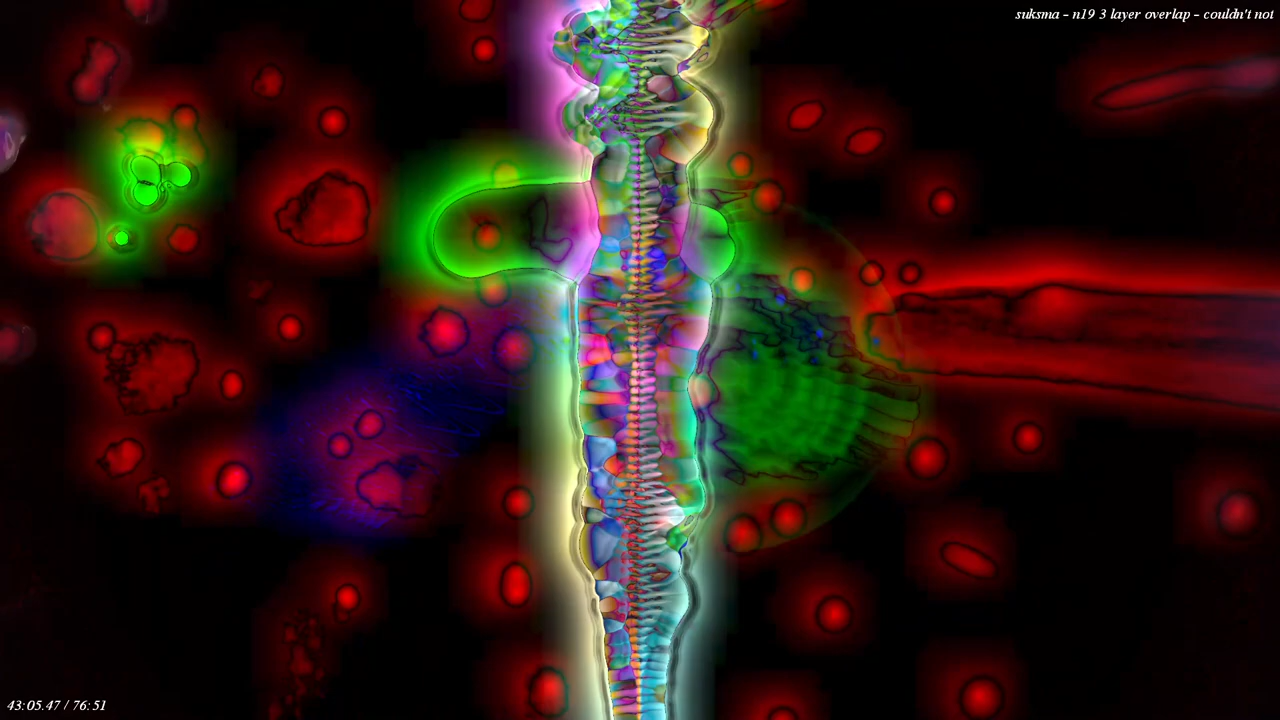 suksma - n19 3 layer overlap - couldn't not
43:05.47 / 76:51